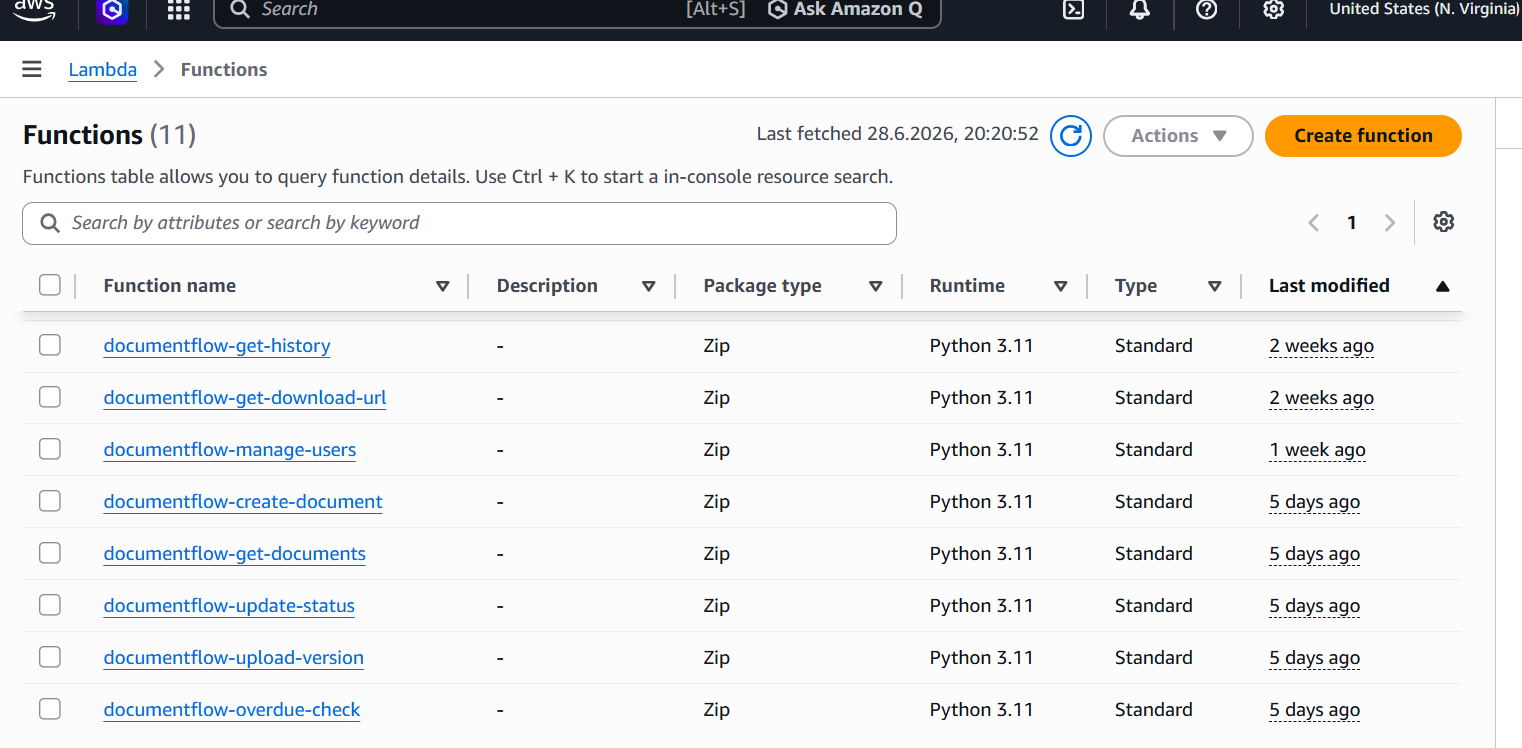 aws
Search [Alt+S] Ask Amazon Q United States (N. Virginia)
Lambda > Functions
Functions (11) Last fetched 28.6.2026, 20:20:52 Actions Create function
Functions table allows you to query function details. Use Ctrl + K to start a in-console resource search.
Search by attributes or search by keyword 1
Function name Description Package type Runtime Type Last modified
documentflow-get-history - Zip Python 3.11 Standard 2 weeks ago
documentflow-get-download-url - Zip Python 3.11 Standard 2 weeks ago
documentflow-manage-users - Zip Python 3.11 Standard 1 week ago
documentflow-create-document - Zip Python 3.11 Standard 5 days ago
documentflow-get-documents - Zip Python 3.11 Standard 5 days ago
documentflow-update-status - Zip Python 3.11 Standard 5 days ago
documentflow-upload-version - Zip Python 3.11 Standard 5 days ago
documentflow-overdue-check - Zip Python 3.11 Standard 5 days ago